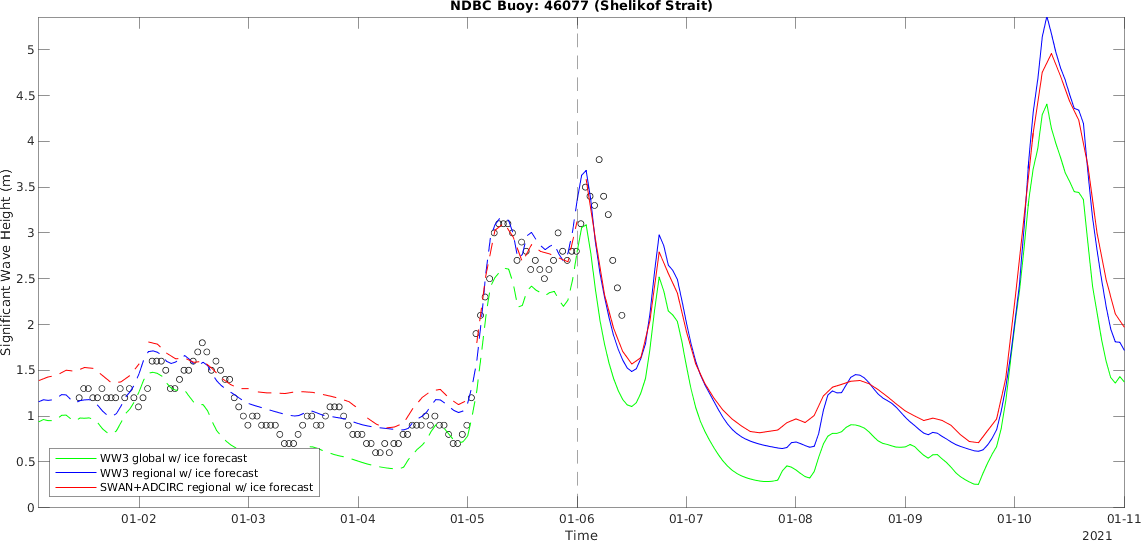 NDBC Buoy: 46077 (Shelikof Strait)
Significant Wave Height (m)
5
4.5
4
3.5
3
2.5
2
1.5
1
0.5
0
WW3 global w/ ice forecast
WW3 regional w/ ice forecast
SWAN+ADCIRC regional w/ ice forecast
01-02 01-03 01-04 01-05 01-06 01-07 01-08 01-09 01-10 01-11
Time
2021